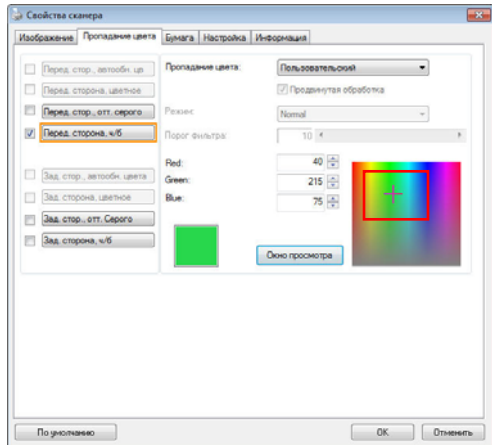 Свойства сканера
Изображение Пропадание цвета Бумага Настройка Информация
Перед. стор., автообн. цв
Перед. сторона, цветное
Перед. стор., отт. серого
Перед. сторона, ч/б
Зад. стор., автообн. цвета
Зад. сторона, цветное
Зад. стор., отт. Серого
Зад. сторона, ч/б
Пропадание цвета: Пользовательский
Продвинутая обработка
Режим: Normal
Порог фильтра: 10
Red: 40
Green: 215
Blue: 75
Окно просмотра
По умолчанию OK Отменить